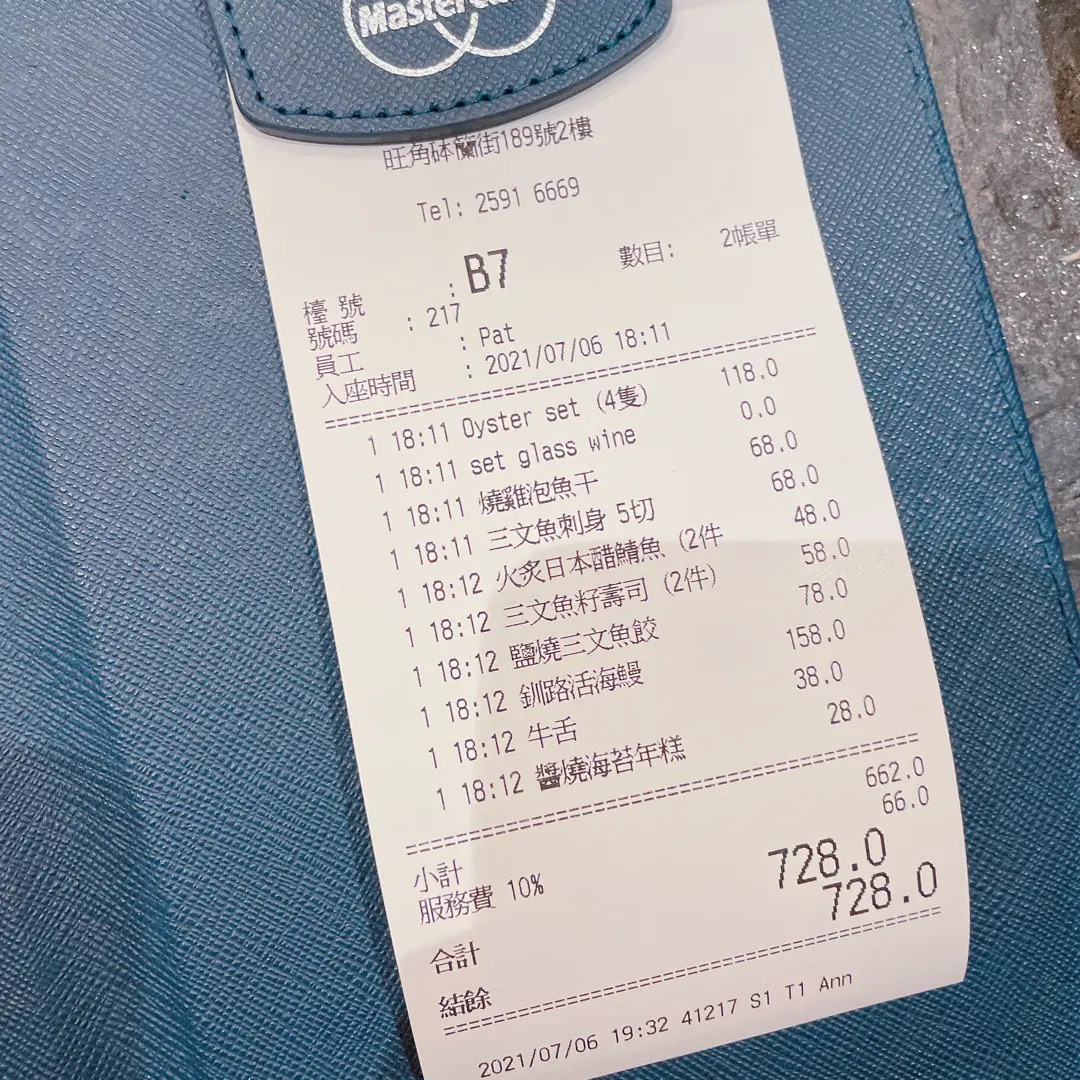 Mastercard
旺角砵蘭街189號2樓
Tel: 2591 6669
檯 號 : B7 數目: 2帳單
號碼 : 217
員工 : Pat
入座時間 : 2021/07/06 18:11
1 18:11 Oyster set (4隻) 118.0
1 18:11 set glass wine 0.0
1 18:11 燒雞泡魚干 68.0
1 18:11 三文魚刺身 5切 68.0
1 18:12 火炙日本醋鯖魚 (2件 48.0
1 18:12 三文魚籽壽司 (2件) 58.0
1 18:12 鹽燒三文魚餃 78.0
1 18:12 釧路活海鰻 158.0
1 18:12 牛舌 38.0
1 18:12 醬燒海苔年糕 28.0
小計 662.0
服務費 10% 66.0
合計 728.0
結餘 728.0
2021/07/06 19:32 41217 S1 T1 Ann